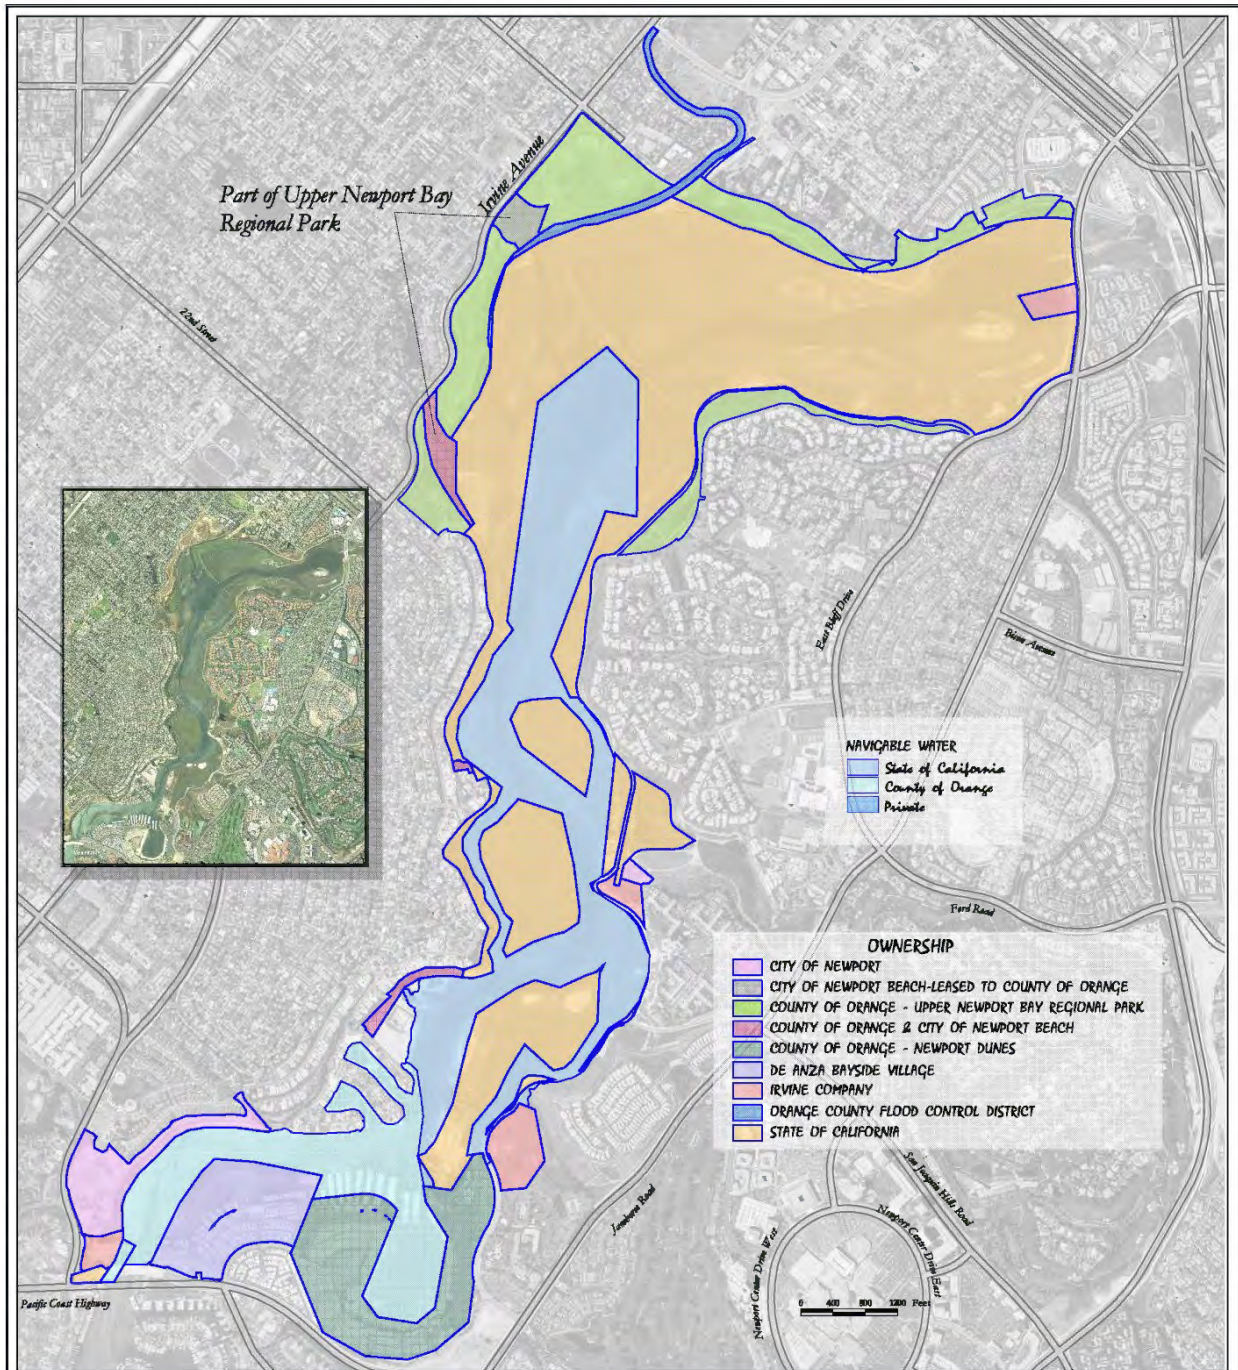 Irvine Avenue
Part of Upper Newport Bay
Regional Park
22nd Street
East Bluff Drive
Bison Avenue
NAVIGABLE WATER
State of California
County of Orange
Private
Ford Road
OWNERSHIP
CITY OF NEWPORT
CITY OF NEWPORT BEACH-LEASED TO COUNTY OF ORANGE
COUNTY OF ORANGE - UPPER NEWPORT BAY REGIONAL PARK
COUNTY OF ORANGE & CITY OF NEWPORT BEACH
COUNTY OF ORANGE - NEWPORT DUNES
DE ANZA BAYSIDE VILLAGE
IRVINE COMPANY
ORANGE COUNTY FLOOD CONTROL DISTRICT
STATE OF CALIFORNIA
San Joaquin Hills Road
Jamboree Road
Newport Center Drive West
Newport Center Drive East
Pacific Coast Highway
0 400 800 1200 Feet